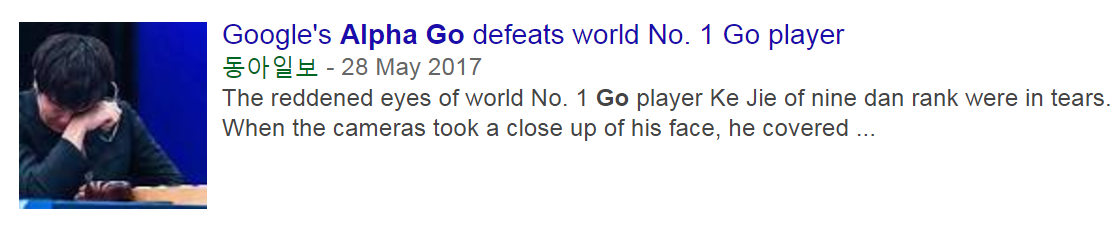 Google's Alpha Go defeats world No. 1 Go player
동아일보 - 28 May 2017
The reddened eyes of world No. 1 Go player Ke Jie of nine dan rank were in tears.
When the cameras took a close up of his face, he covered ...